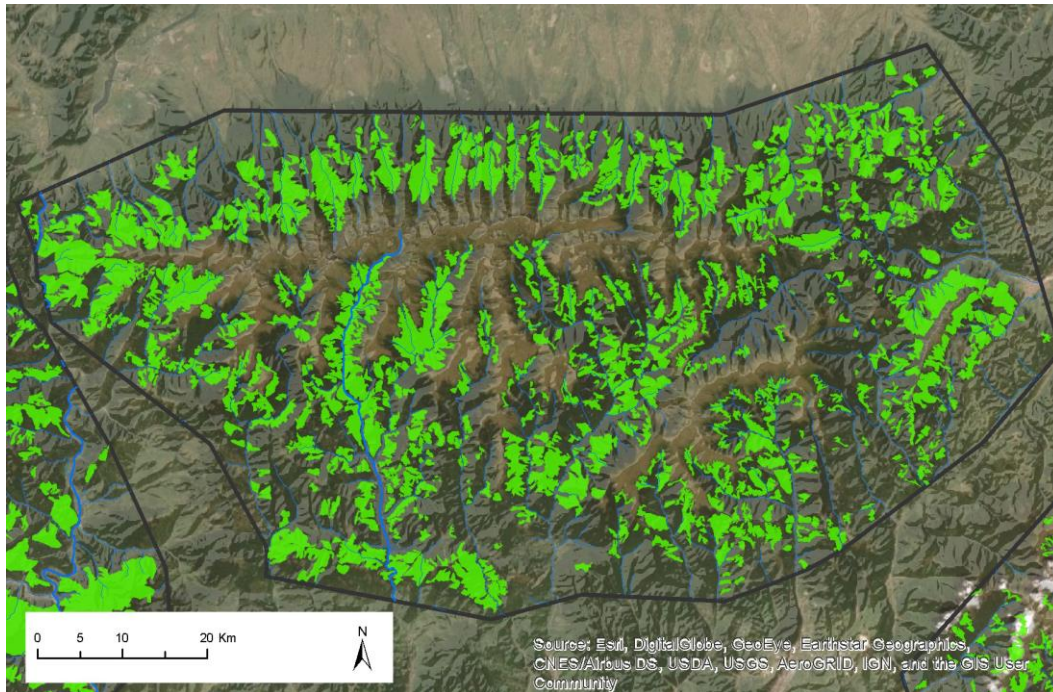 0 5 10 20 Km
N
Source: Esri, DigitalGlobe, GeoEye, Earthstar Geographics,
CNES/Airbus DS, USDA, USGS, AeroGRID, IGN, and the GIS User
Community